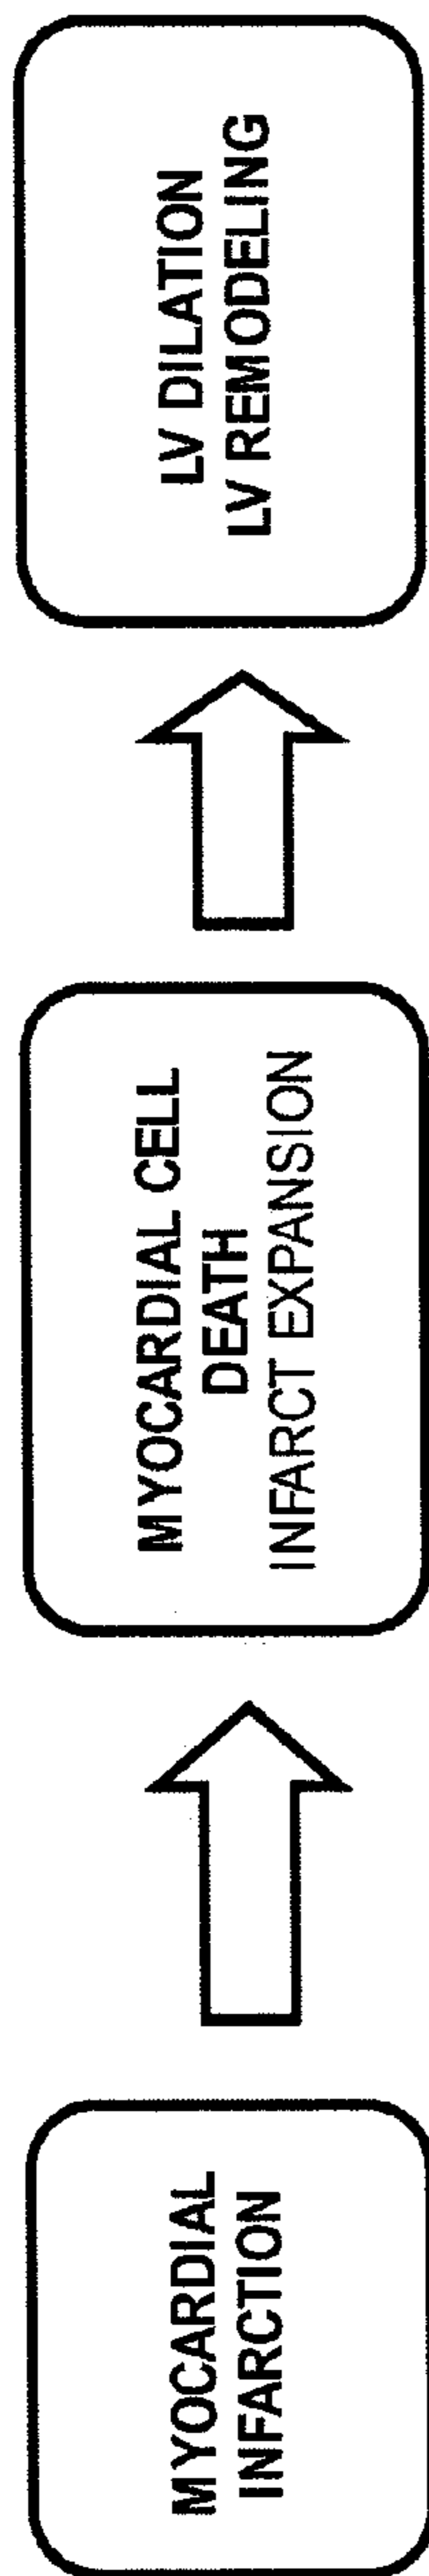 MYOCARDIAL
INFARCTION
MYOCARDIAL CELL
DEATH
INFARCT EXPANSION
LV DILATION
LV REMODELING